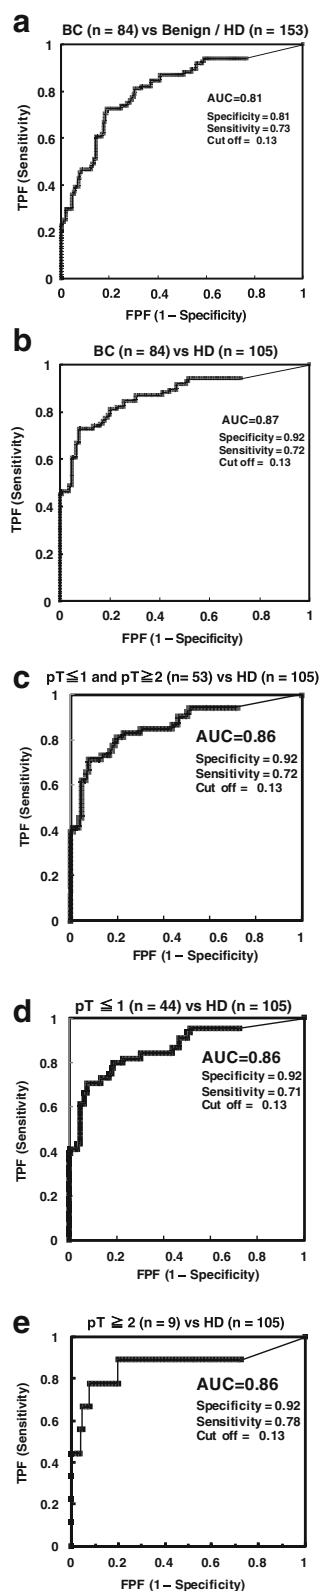 a
BC (n = 84) vs Benign / HD (n = 153)
1
0.8
0.6
0.4
0.2
0
TPF (Sensitivity)
AUC=0.81
Specificity=0.81
Sensitivity=0.73
Cut off = 0.13
0 0.2 0.4 0.6 0.8 1
FPF (1 – Specificity)
b
BC (n = 84) vs HD (n = 105)
1
0.8
0.6
0.4
0.2
0
TPF (Sensitivity)
AUC=0.87
Specificity=0.92
Sensitivity=0.72
Cut off = 0.13
0 0.2 0.4 0.6 0.8 1
FPF (1 – Specificity)
c
pT≦1 and pT≧2 (n= 53) vs HD (n = 105)
1
0.8
0.6
0.4
0.2
0
TPF (Sensitivity)
AUC=0.86
Specificity = 0.92
Sensitivity = 0.72
Cut off = 0.13
0 0.2 0.4 0.6 0.8 1
FPF (1 – Specificity)
d
pT ≦ 1 (n = 44) vs HD (n = 105)
1
0.8
0.6
0.4
0.2
0
TPF (Sensitivity)
AUC=0.86
Specificity = 0.92
Sensitivity = 0.71
Cut off = 0.13
0 0.2 0.4 0.6 0.8 1
FPF (1 – Specificity)
e
pT ≧ 2 (n = 9) vs HD (n = 105)
1
0.8
0.6
0.4
0.2
0
TPF (Sensitivity)
AUC=0.86
Specificity = 0.92
Sensitivity = 0.78
Cut off = 0.13
0 0.2 0.4 0.6 0.8 1
FPF (1 – Specificity)